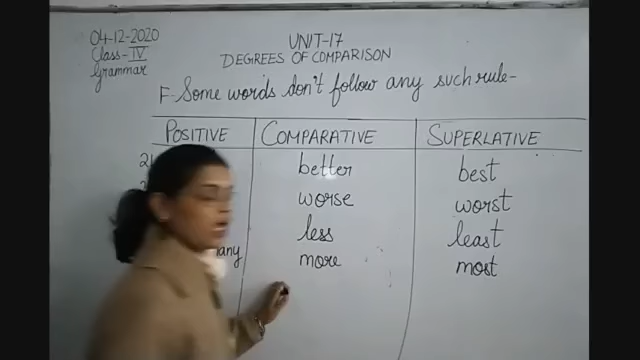 04-12-2020
Class-IV
Grammar
UNIT-17
DEGREES OF COMPARISON
F-Some words don't follow any such rule-
POSITIVE COMPARATIVE SUPERLATIVE
better best
worse worst
less least
more most